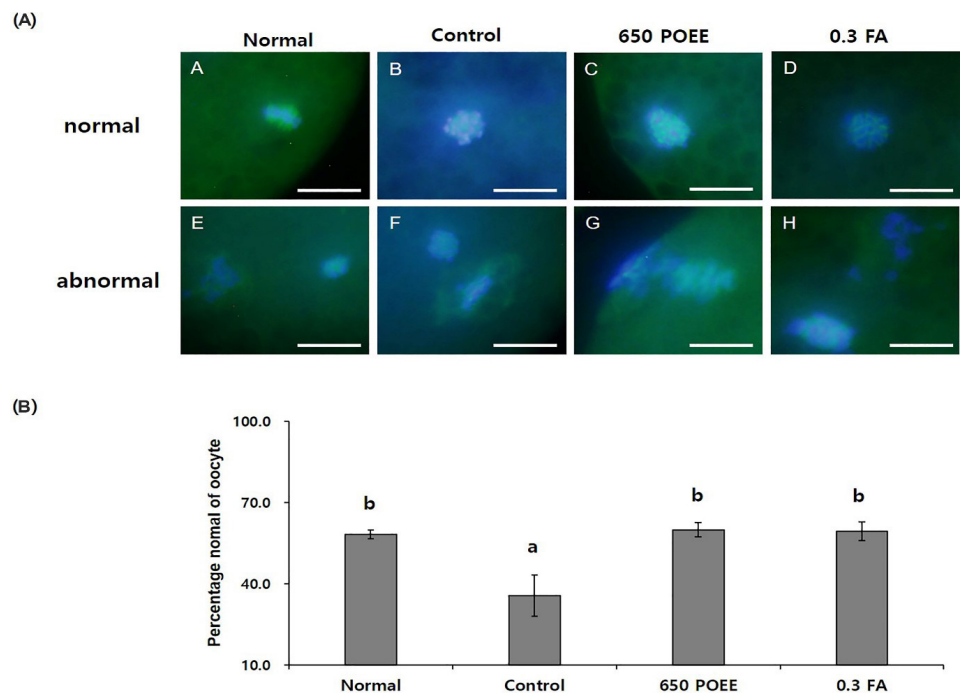 (A)
Normal Control 650 POEE 0.3 FA
normal A B C D
abnormal E F G H
(B)
Percentage nomal of oocyte
100.0
70.0
40.0
10.0
b a b b
Normal Control 650 POEE 0.3 FA